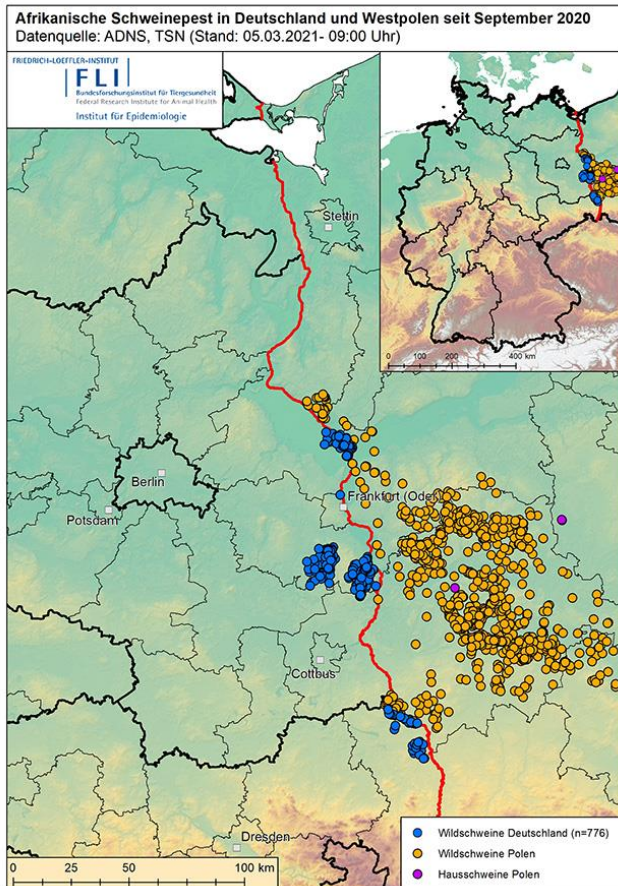 Afrikanische Schweinepest in Deutschland und Westpolen seit September 2020
Datenquelle: ADNS, TSN (Stand: 05.03.2021- 09:00 Uhr)
FRIEDRICH-LOEFFLER-INSTITUT
FLI
Bundesforschungsinstitut für Tiergesundheit
Federal Research Institute for Animal Health
Institut für Epidemiologie
Stettin
0 100 200 400 km
Berlin
Potsdam
Frankfurt (Oder)
Cottbus
Dresden
0 25 50 100 km
Wildschweine Deutschland (n=776)
Wildschweine Polen
Hausschweine Polen